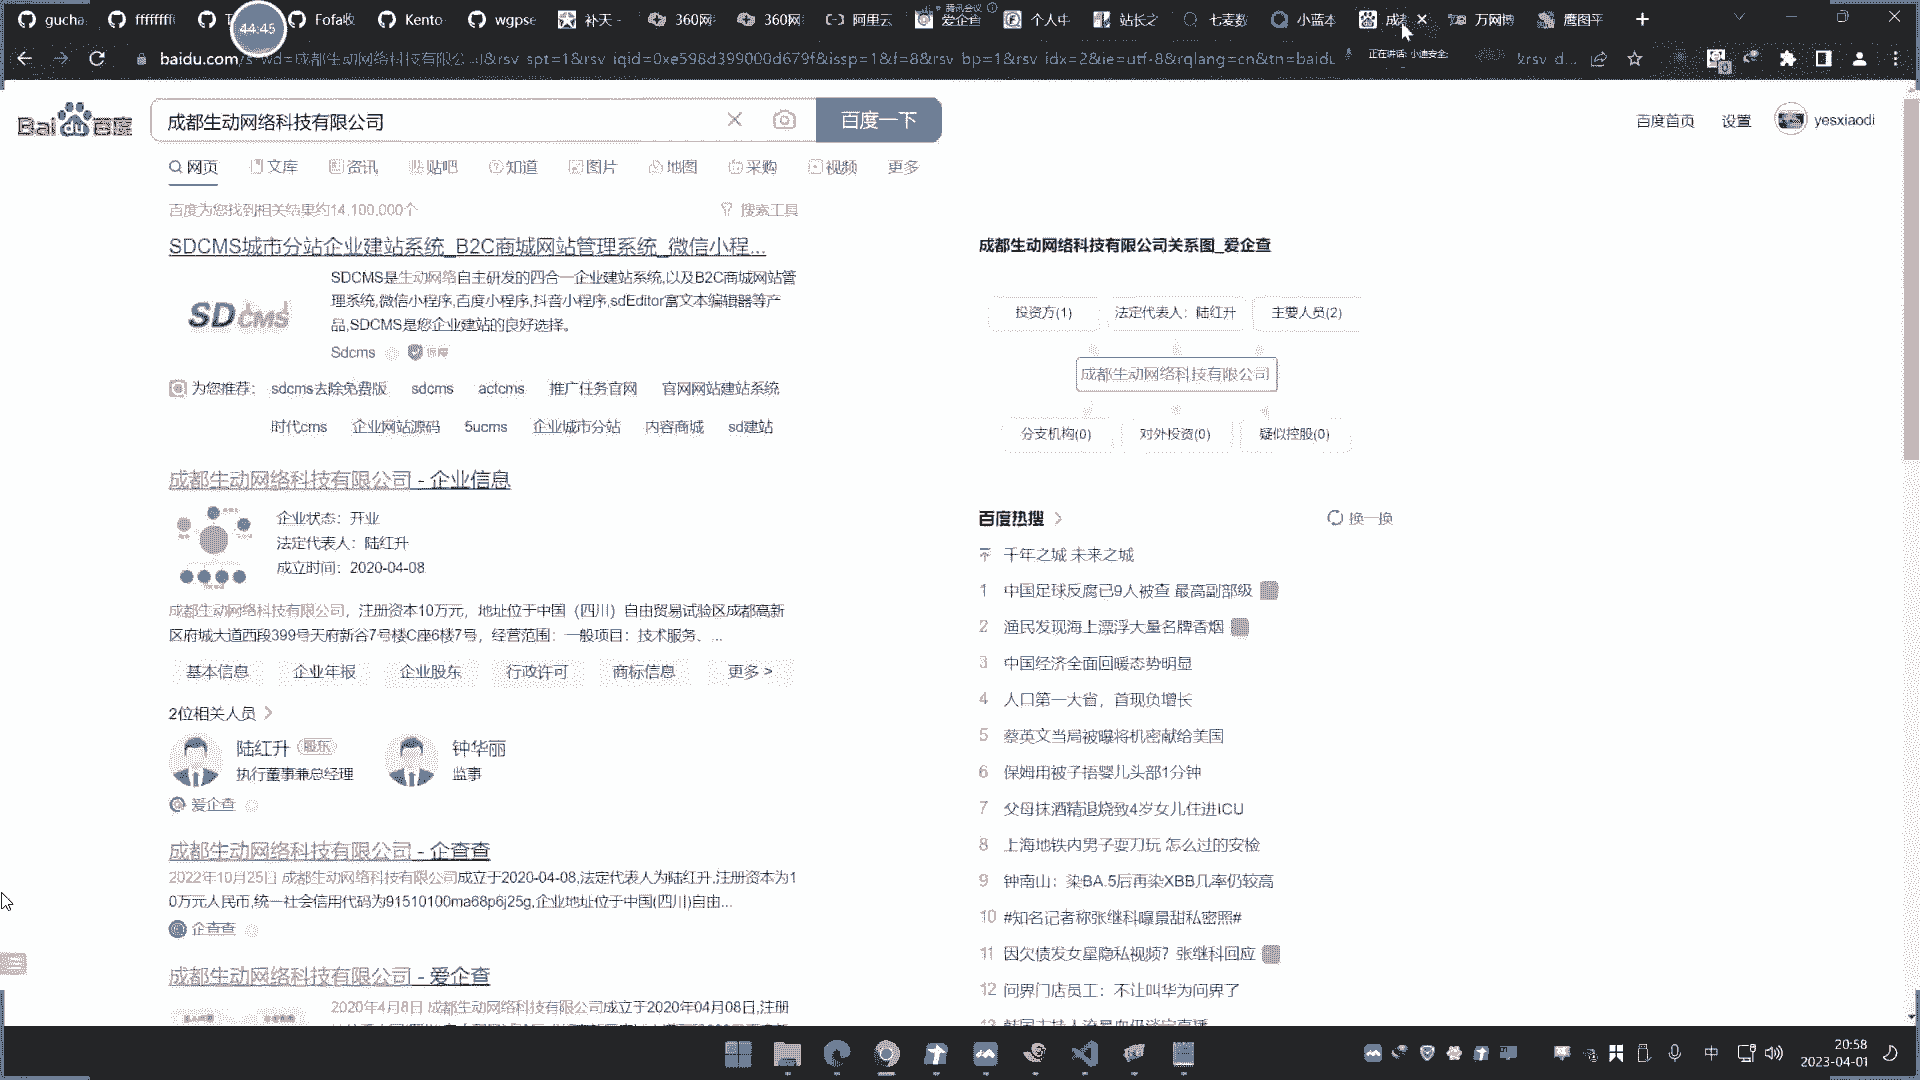 gucha
ffffffff
44:45
Fofa收
Kento
wgpse
补天 -
360网
360网
阿里云
腾讯会议
爱企查
个人中
站长之
七麦数
小蓝本
成都
万网博
鹰图平
正在讲话: 小迪安全
baidu.com/s?wd=成都生动网络科技有限公司&rsv_spt=1&rsv_iqid=0xe598d399000d679f&issp=1&f=8&rsv_bp=1&rsv_idx=2&ie=utf-8&rqlang=cn&tn=baidu
&rsv_d...
Bai du 百度
成都生动网络科技有限公司
百度一下
百度首页 设置 yesxiaodi
网页 文库 资讯 贴吧 知道 图片 地图 采购 视频 更多
百度为您找到相关结果约14,100,000个
搜索工具
SDCMS城市分站企业建站系统_B2C商城网站管理系统_微信小程...
SDCMS
SDCMS是生动网络自主研发的四合一企业建站系统,以及B2C商城网站管
理系统,微信小程序,百度小程序,抖音小程序,sdEditor富文本编辑器等产
品,SDCMS是您企业建站的良好选择。
Sdcms 保障
为您推荐: sdcms去除免费版 sdcms actcms 推广任务官网 官网网站建站系统
时代cms 企业网站源码 5ucms 企业城市分站 内容商城 sd建站
成都生动网络科技有限公司 - 企业信息
企业状态: 开业
法定代表人: 陆红升
成立时间: 2020-04-08
成都生动网络科技有限公司，注册资本10万元，地址位于中国（四川）自由贸易试验区成都高新
区府城大道西段399号天府新谷7号楼C座6楼7号，经营范围：一般项目：技术服务、...
基本信息 企业年报 企业股东 行政许可 商标信息 更多 >
2位相关人员 >
陆红升 股东
执行董事兼总经理
钟华丽
监事
爱企查
成都生动网络科技有限公司 - 企查查
2022年10月25日 成都生动网络科技有限公司成立于2020-04-08,法定代表人为陆红升,注册资本为1
0万元人民币,统一社会信用代码为91510100ma68p6j25g,企业地址位于中国(四川)自由...
企查查
成都生动网络科技有限公司 - 爱企查
2020年4月8日 成都生动网络科技有限公司成立于2020年04月08日,注册
成都生动网络科技有限公司关系图_爱企查
投资方(1) 法定代表人：陆红升 主要人员(2)
成都生动网络科技有限公司
分支机构(0) 对外投资(0) 疑似控股(0)
百度热搜 >
换一换
千年之城 未来之城
1 中国足球反腐已9人被查 最高副部级
2 渔民发现海上漂浮大量名牌香烟
3 中国经济全面回暖态势明显
4 人口第一大省，首现负增长
5 蔡英文当局被曝将机密献给美国
6 保姆用被子捂婴儿头部1分钟
7 父母抹酒精退烧致4岁女儿住进ICU
8 上海地铁内男子耍刀玩 怎么过的安检
9 钟南山：染BA.5后再染XBB几率仍较高
10 #知名记者称张继科曝景甜私密照#
11 因欠债发女星隐私视频？张继科回应
12 问界门店员工：不让叫华为问界了
中
20:58
2023-04-01